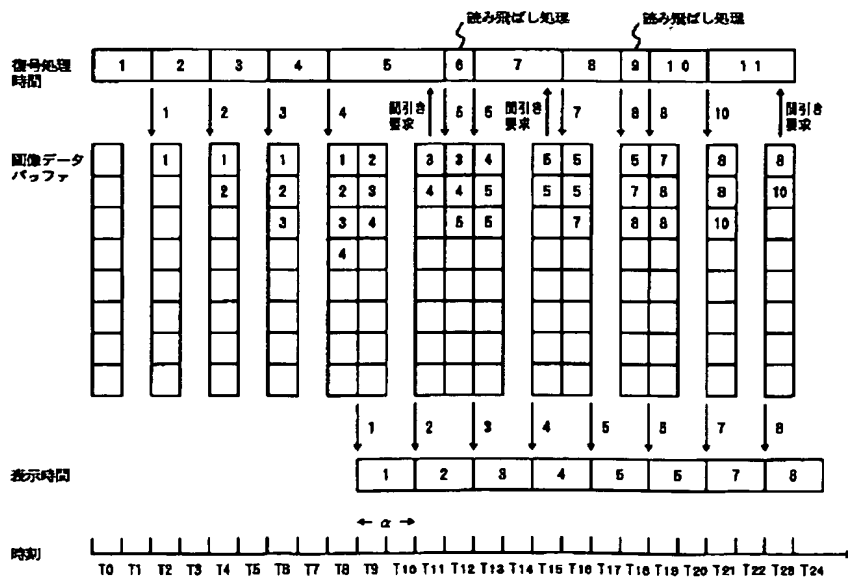 読み飛ばし処理 読み飛ばし処理
復号処理時間 1 2 3 4 5 6 7 8 9 10 11
1 2 3 4 間引き要求 5 5 間引き要求 7 8 8 10 間引き要求
画像データバッファ
1 1 1 1 2 3 3 4 5 5 5 7 8 8
2 2 2 3 4 4 5 5 5 7 8 8 10
3 3 4 5 5 7 8 8 10
4
1 2 3 4 5 5 7 8
表示時間 1 2 3 4 5 5 7 8
α
時刻
T0 T1 T2 T3 T4 T5 T6 T7 T8 T9 T10 T11 T12 T13 T14 T15 T16 T17 T18 T19 T20 T21 T22 T23 T24